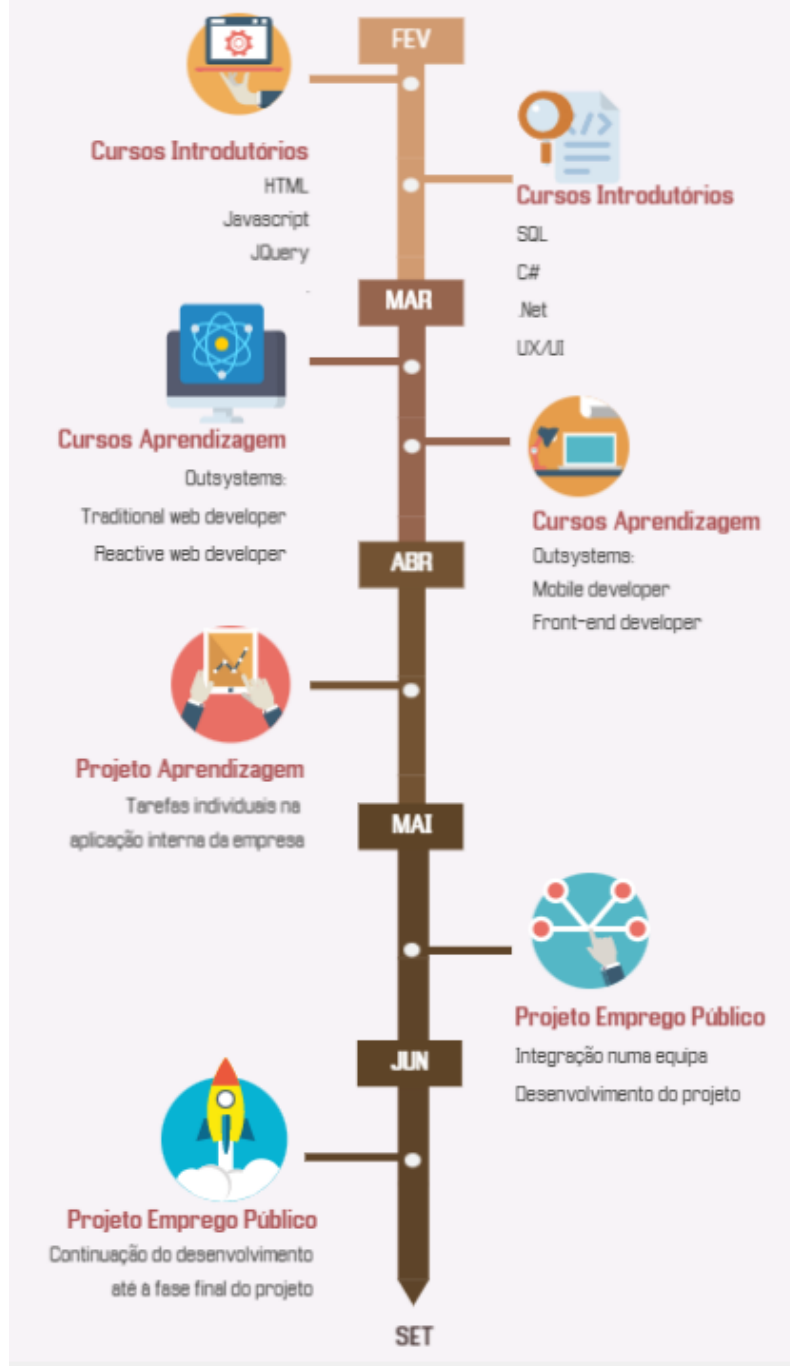 FEV
Cursos Introdutórios
HTML
Javascript
JQuery
Cursos Introdutórios
SQL
C#
.Net
UX/UI
MAR
Cursos Aprendizagem
Outsystems:
Traditional web developer
Reactive web developer
Cursos Aprendizagem
Outsystems:
Mobile developer
Front-end developer
ABR
Projeto Aprendizagem
Tarefas individuais na
aplicação interna da empresa
MAI
Projeto Emprego Público
Integração numa equipa
Desenvolvimento do projeto
JUN
Projeto Emprego Público
Continuação do desenvolvimento
até à fase final do projeto
SET